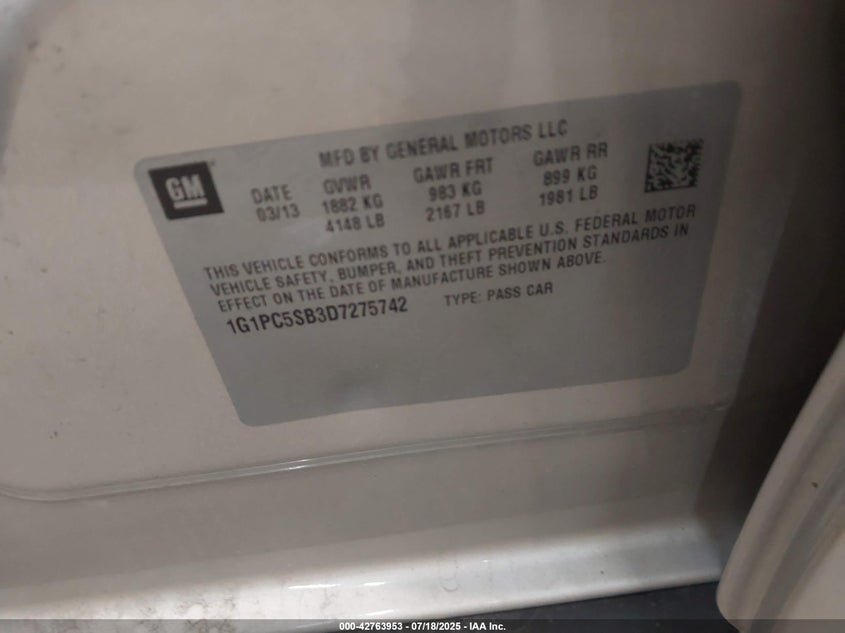 MFD BY GENERAL MOTORS LLC
GM
DATE GVWR GAWR FRT GAWR RR
03/13 1882 KG 983 KG 899 KG
4148 LB 2167 LB 1981 LB
THIS VEHICLE CONFORMS TO ALL APPLICABLE U.S. FEDERAL MOTOR
VEHICLE SAFETY, BUMPER, AND THEFT PREVENTION STANDARDS IN
EFFECT ON THE DATE OF MANUFACTURE SHOWN ABOVE.
1G1PC5SB3D7275742 TYPE: PASS CAR
000-42763953 / 07/18/2025 - IAA Inc.